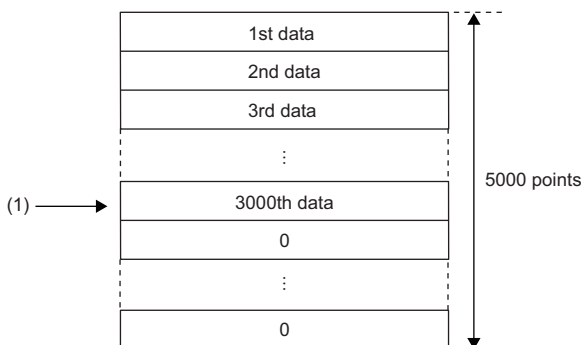 1st data
2nd data
3rd data
⋮
5000 points
(1)
3000th data
0
⋮
0